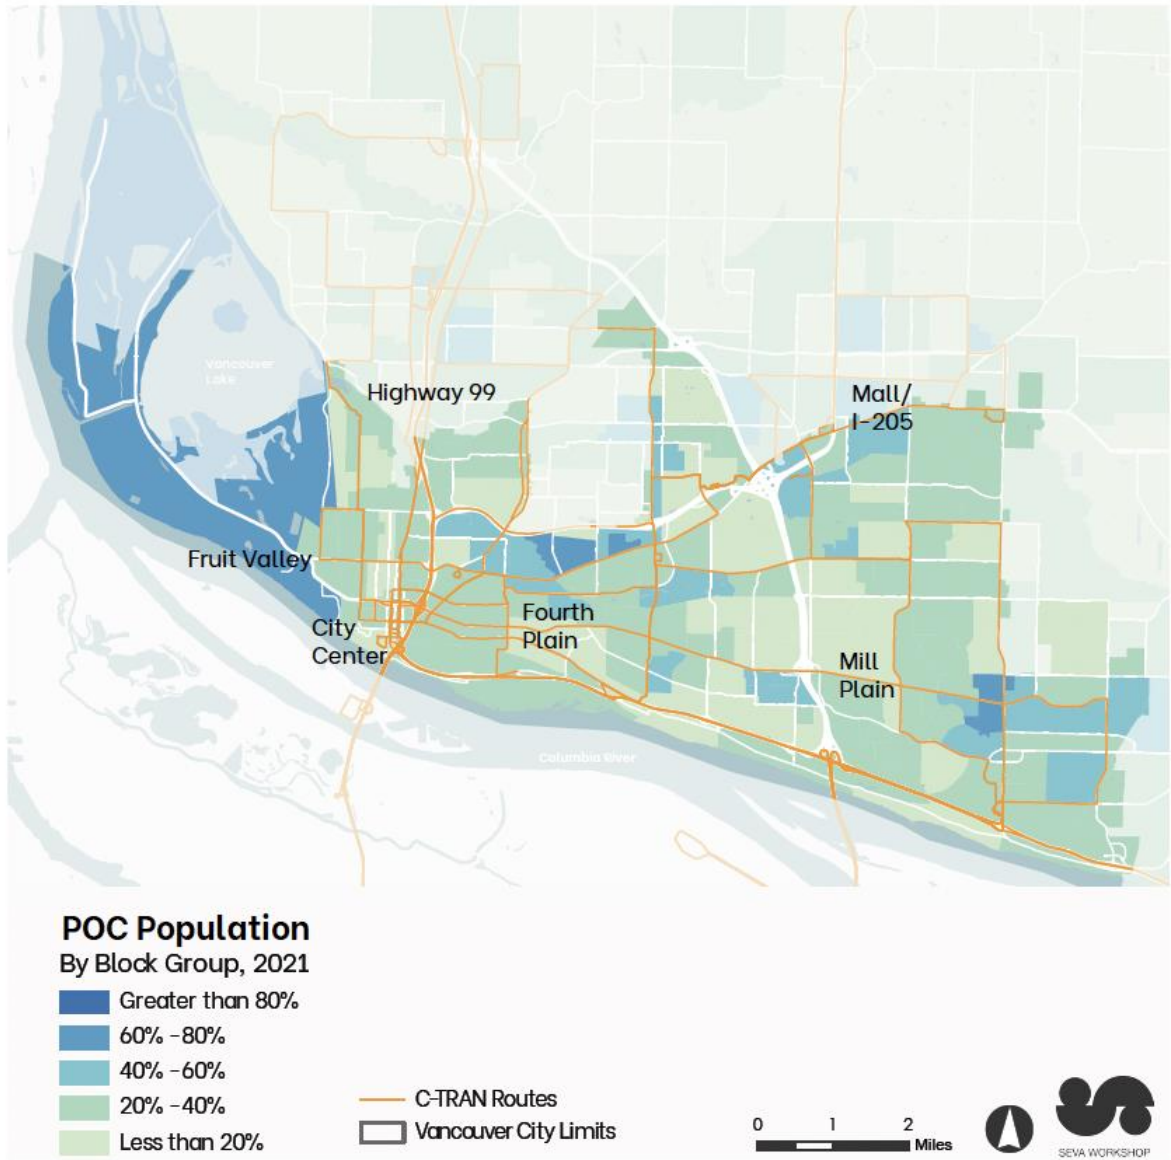 Vancouver
Lake
Highway 99
Mall/
I-205
Fruit Valley
City
Center
Fourth
Plain
Mill
Plain
Columbia River
POC Population
By Block Group, 2021
Greater than 80%
60% -80%
40% -60%
20% -40%
Less than 20%
C-TRAN Routes
Vancouver City Limits
0 1 2
Miles
SEVA WORKSHOP